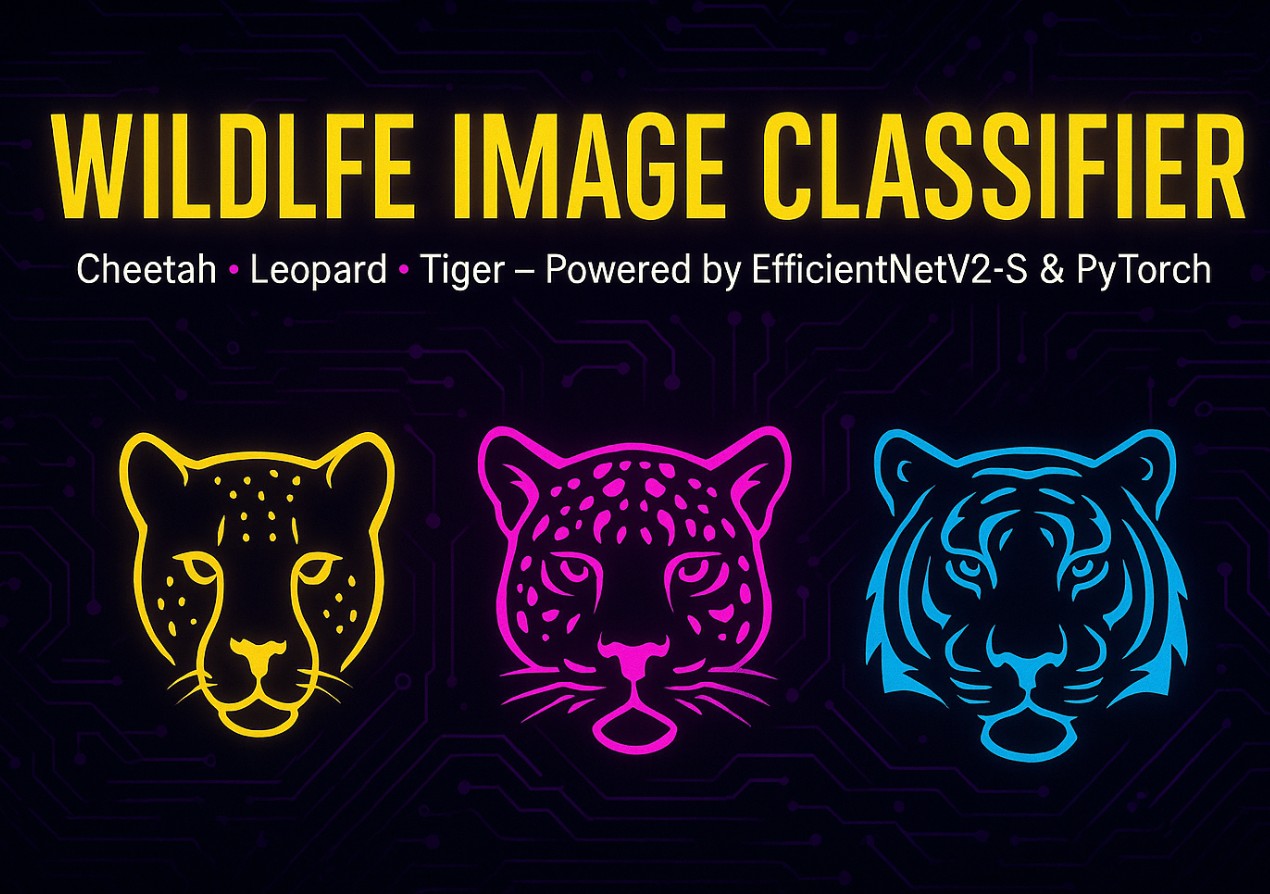 WILDLFE IMAGE CLASSIFIER
Cheetah • Leopard • Tiger – Powered by EfficientNetV2-S & PyTorch